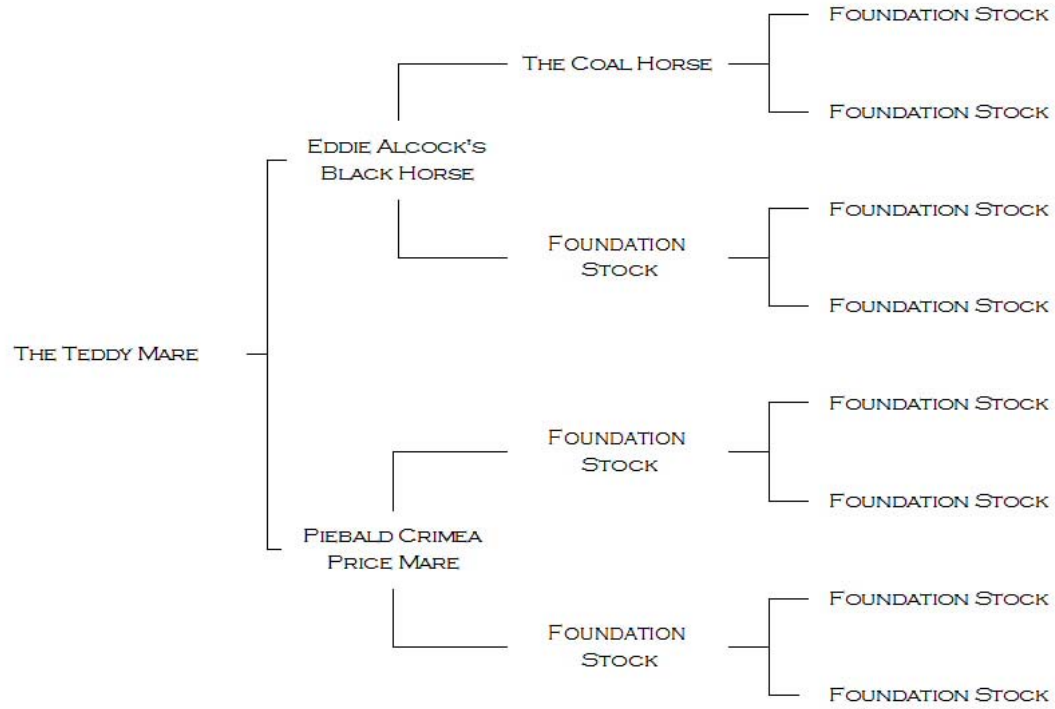 Foundation Stock
The Coal Horse
Foundation Stock
Eddie Alcock's
Black Horse
Foundation Stock
Foundation
Stock
Foundation Stock
The Teddy Mare
Foundation Stock
Foundation
Stock
Foundation Stock
Piebald Crimea
Price Mare
Foundation Stock
Foundation
Stock
Foundation Stock